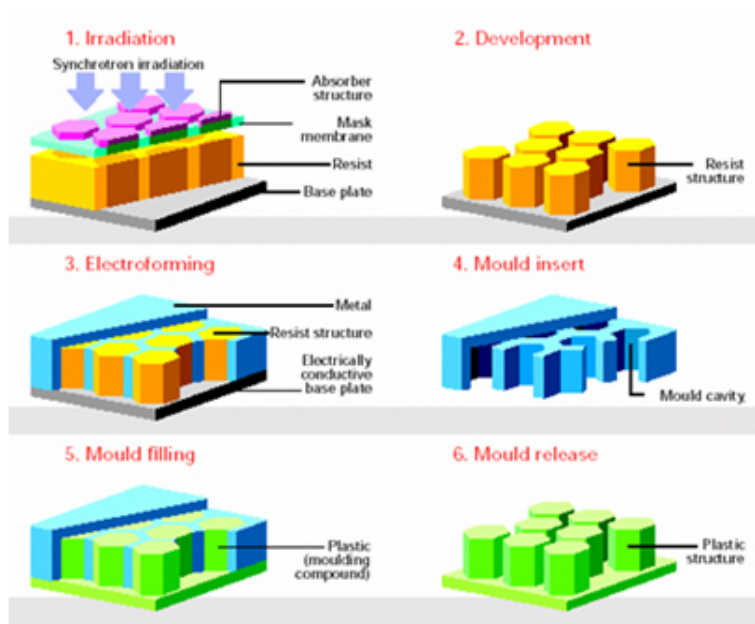 1. Irradiation
Synchrotron irradiation
Absorber
structure
Mask
membrane
Resist
Base plate
2. Development
Resist
structure
3. Electroforming
Metal
Resist structure
Electrically
conductive
base plate
4. Mould insert
Mould cavity
5. Mould filling
Plastic
(moulding
compound)
6. Mould release
Plastic
structure